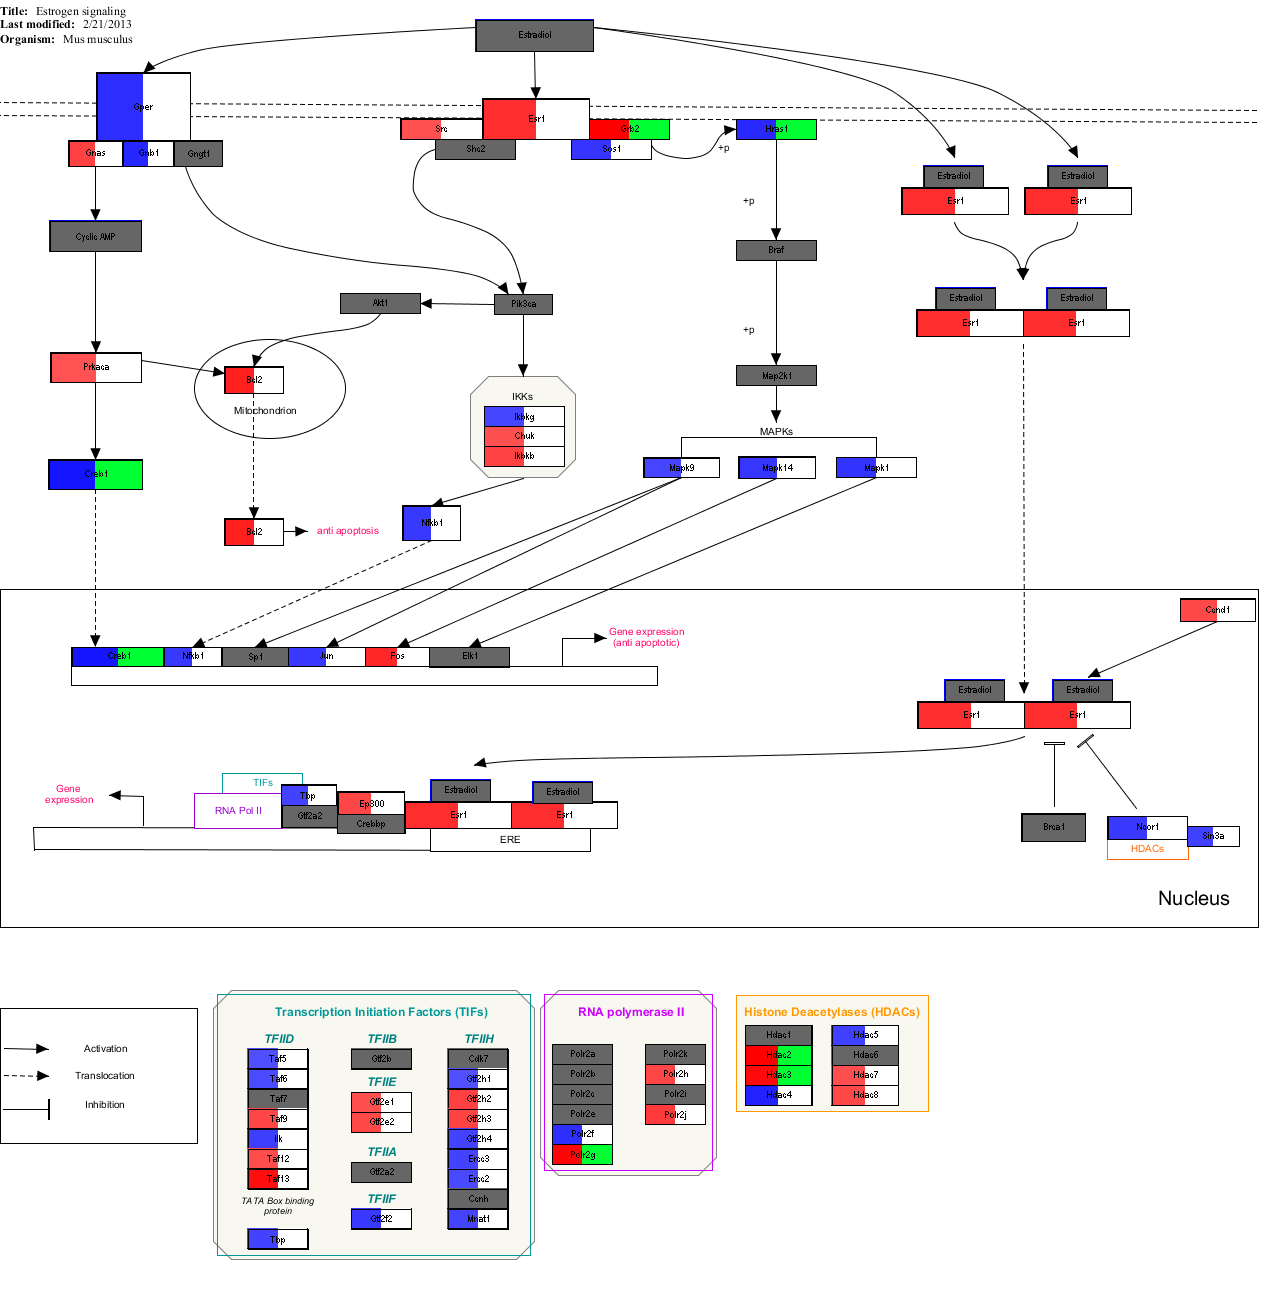 Title: Estrogen signaling
Last modified: 2/21/2013
Organism: Mus musculus
Estradiol
Gper
Gnas
Gnb1
Gngt1
Src
Esr1
Grb2
Shc2
Sos1
+p
Hras1
Estradiol
Esr1
Estradiol
Esr1
+p
Cyclic AMP
Braf
Akt1
Pik3ca
Estradiol
Estradiol
Esr1
Esr1
+p
Prkaca
Bcl2
Mitochondrion
Map2k1
IKKs
Ikbkg
Chuk
Ikbkb
MAPKs
Mapk9
Mapk14
Mapk1
Creb1
Bcl2
anti apoptosis
Nfkb1
Ccnd1
Creb1
Nfkb1
Sp1
Jun
Fos
Elk1
Gene expression
(anti apoptotic)
Estradiol
Estradiol
Esr1
Esr1
Gene
expression
TIFs
RNA Pol II
Tbp
Gtf2a2
Ep300
Crebbp
Estradiol
Estradiol
Esr1
Esr1
ERE
Brca1
Ncor1
Sin3a
HDACs
Nucleus
Activation
Translocation
Inhibition
Transcription Initiation Factors (TIFs)
TFIID
Taf5
Taf6
Taf7
Taf9
Ilk
Taf12
Taf13
TATA Box binding
protein
Tbp
TFIIB
Gtf2b
TFIIE
Gtf2e1
Gtf2e2
TFIIA
Gtf2a2
TFIIF
Gtf2f2
TFIIH
Cdk7
Gtf2h1
Gtf2h2
Gtf2h3
Gtf2h4
Ercc3
Ercc2
Ccnh
Mnat1
RNA polymerase II
Polr2a
Polr2b
Polr2c
Polr2e
Polr2f
Polr2g
Polr2k
Polr2h
Polr2i
Polr2j
Histone Deacetylases (HDACs)
Hdac1
Hdac2
Hdac3
Hdac4
Hdac5
Hdac6
Hdac7
Hdac8